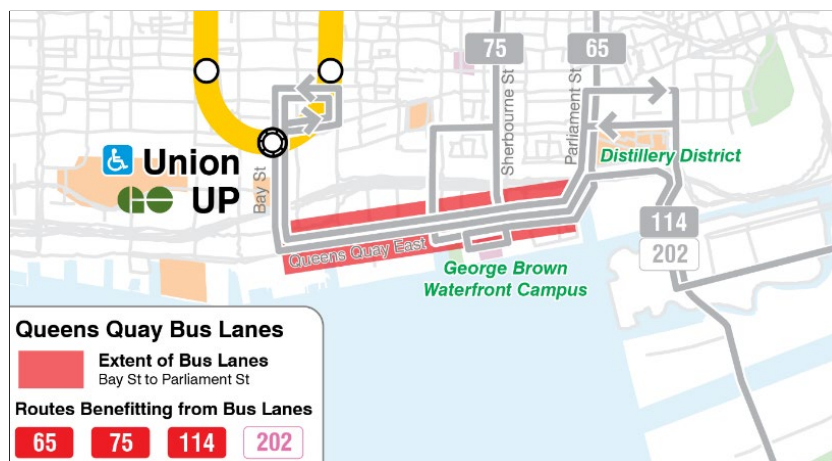 75
65
Sherbourne St
Parliament St
Distillery District
Union
GO UP
Bay St
114
202
Queens Quay East
George Brown
Waterfront Campus
Queens Quay Bus Lanes
Extent of Bus Lanes
Bay St to Parliament St
Routes Benefitting from Bus Lanes
65 75 114 202